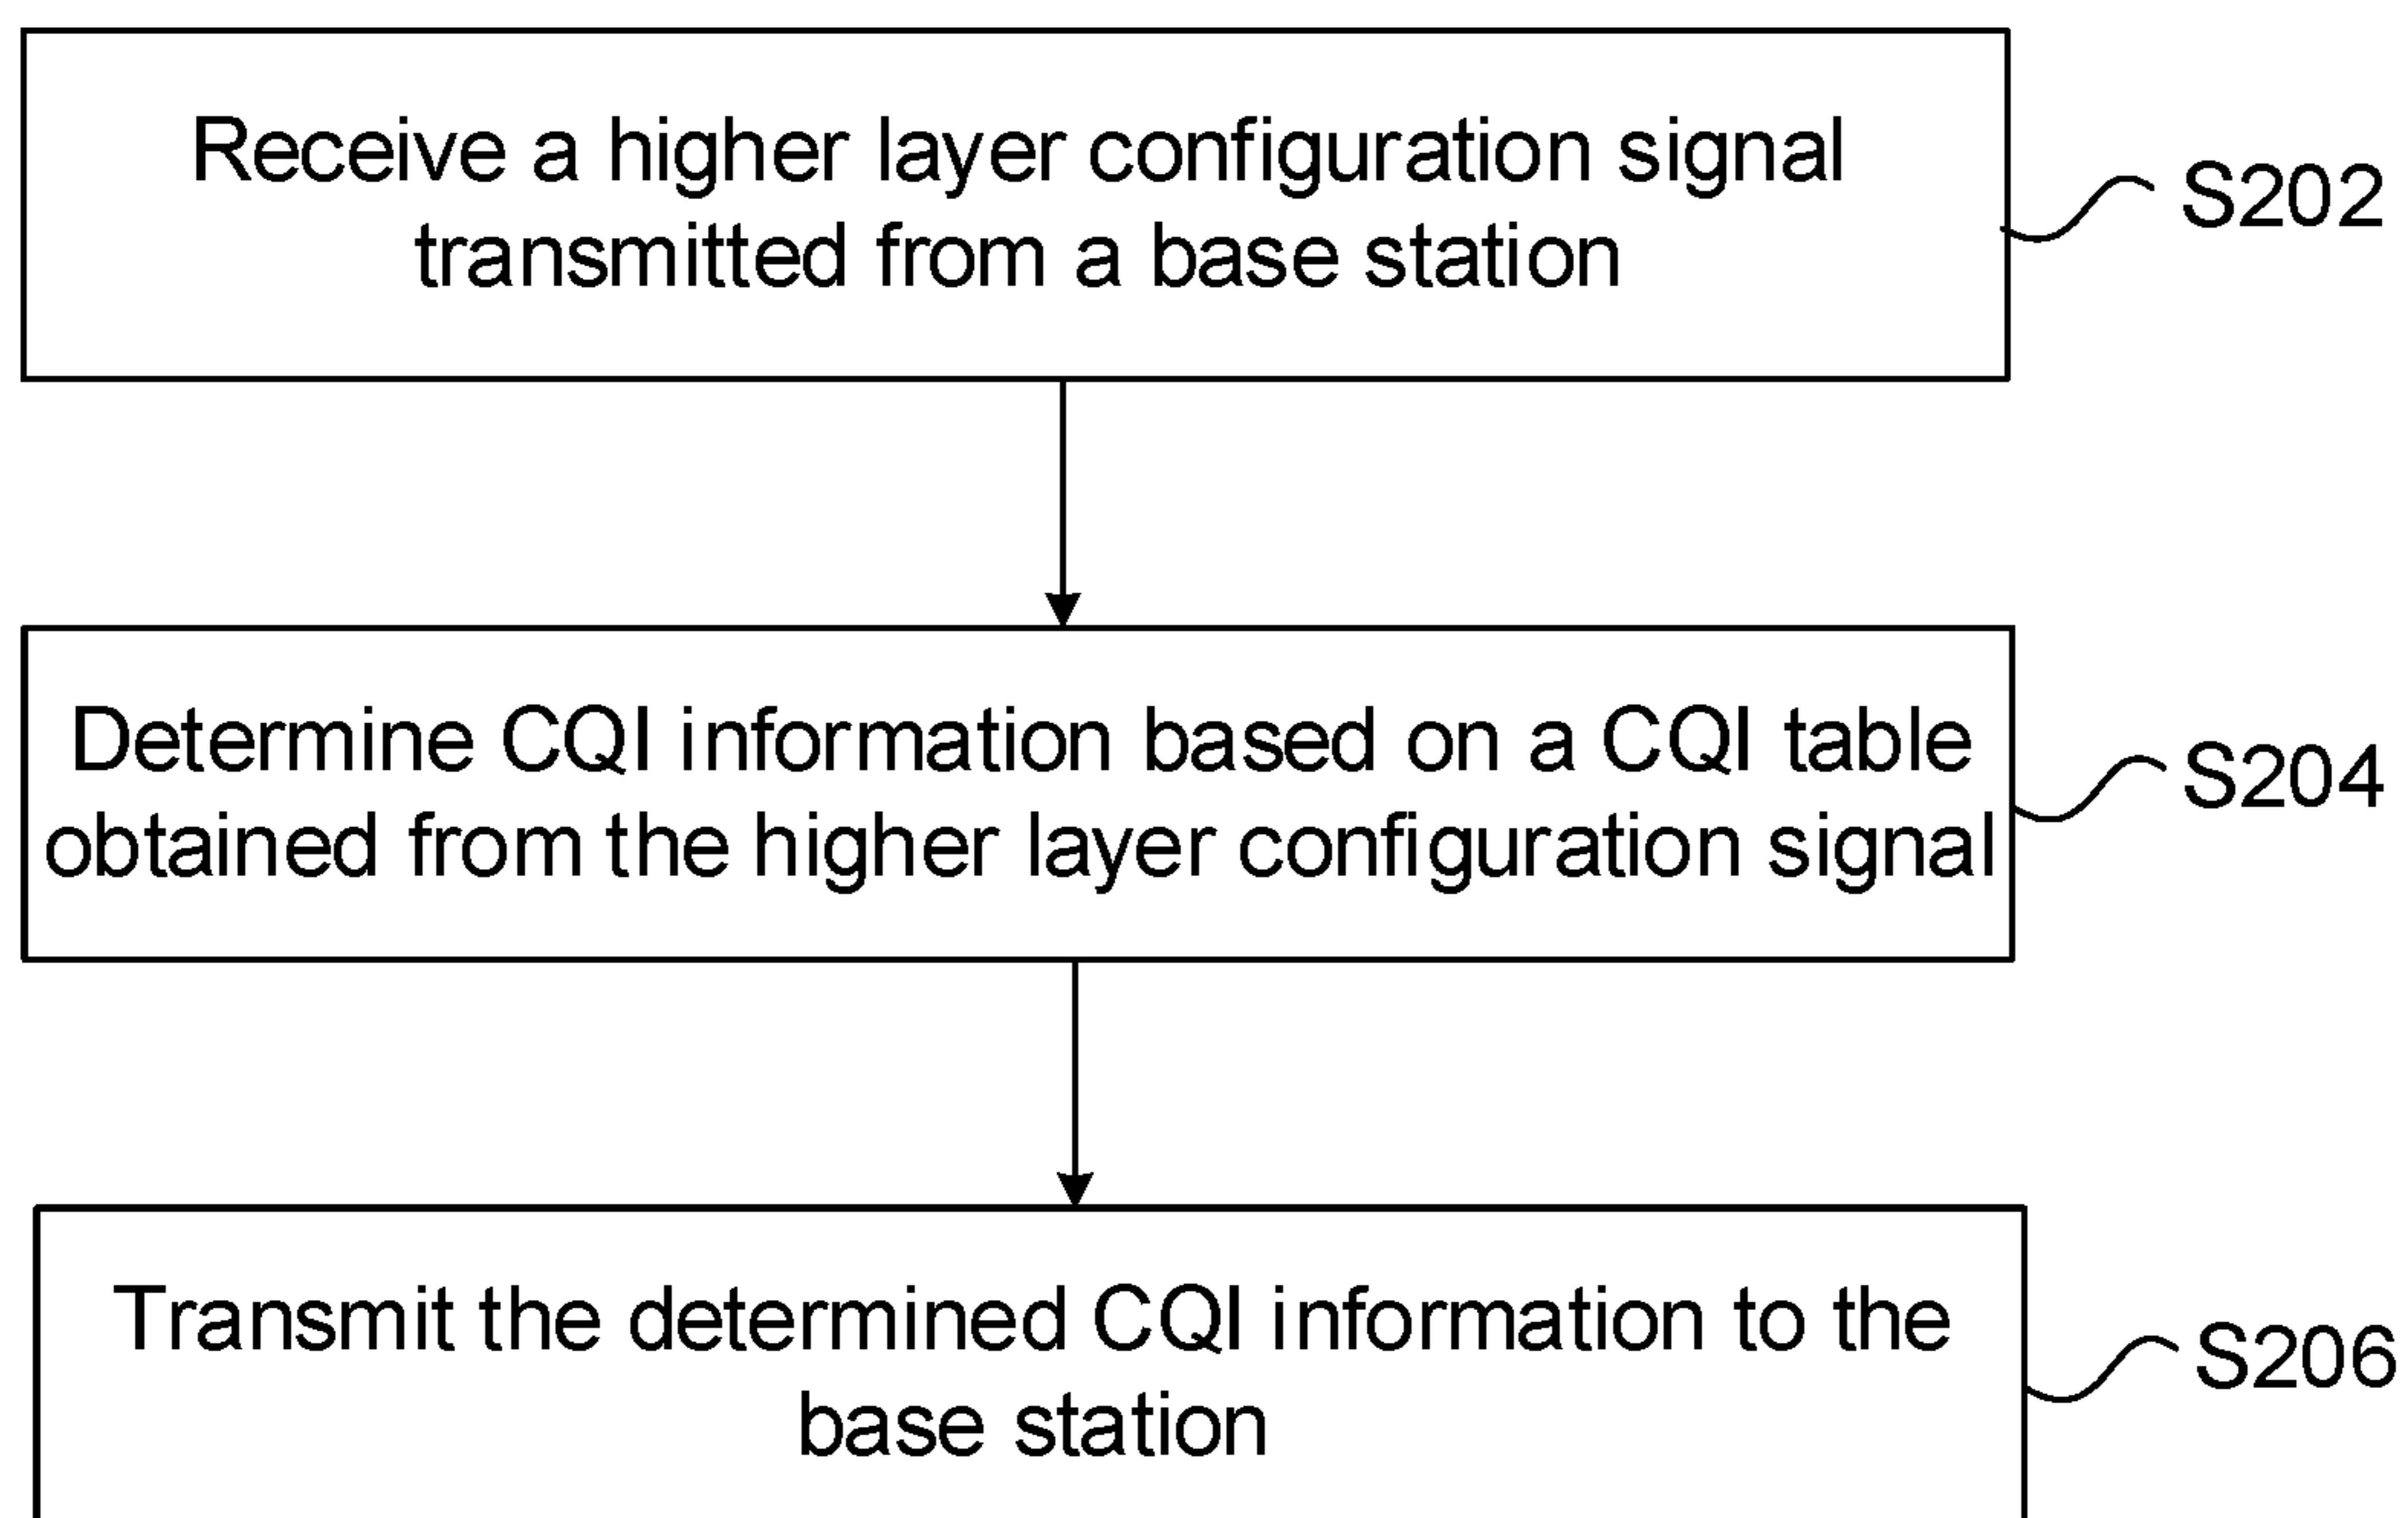 Receive a higher layer configuration signal
transmitted from a base station
S202
Determine CQI information based on a CQI table
obtained from the higher layer configuration signal
S204
Transmit the determined CQI information to the
base station
S206